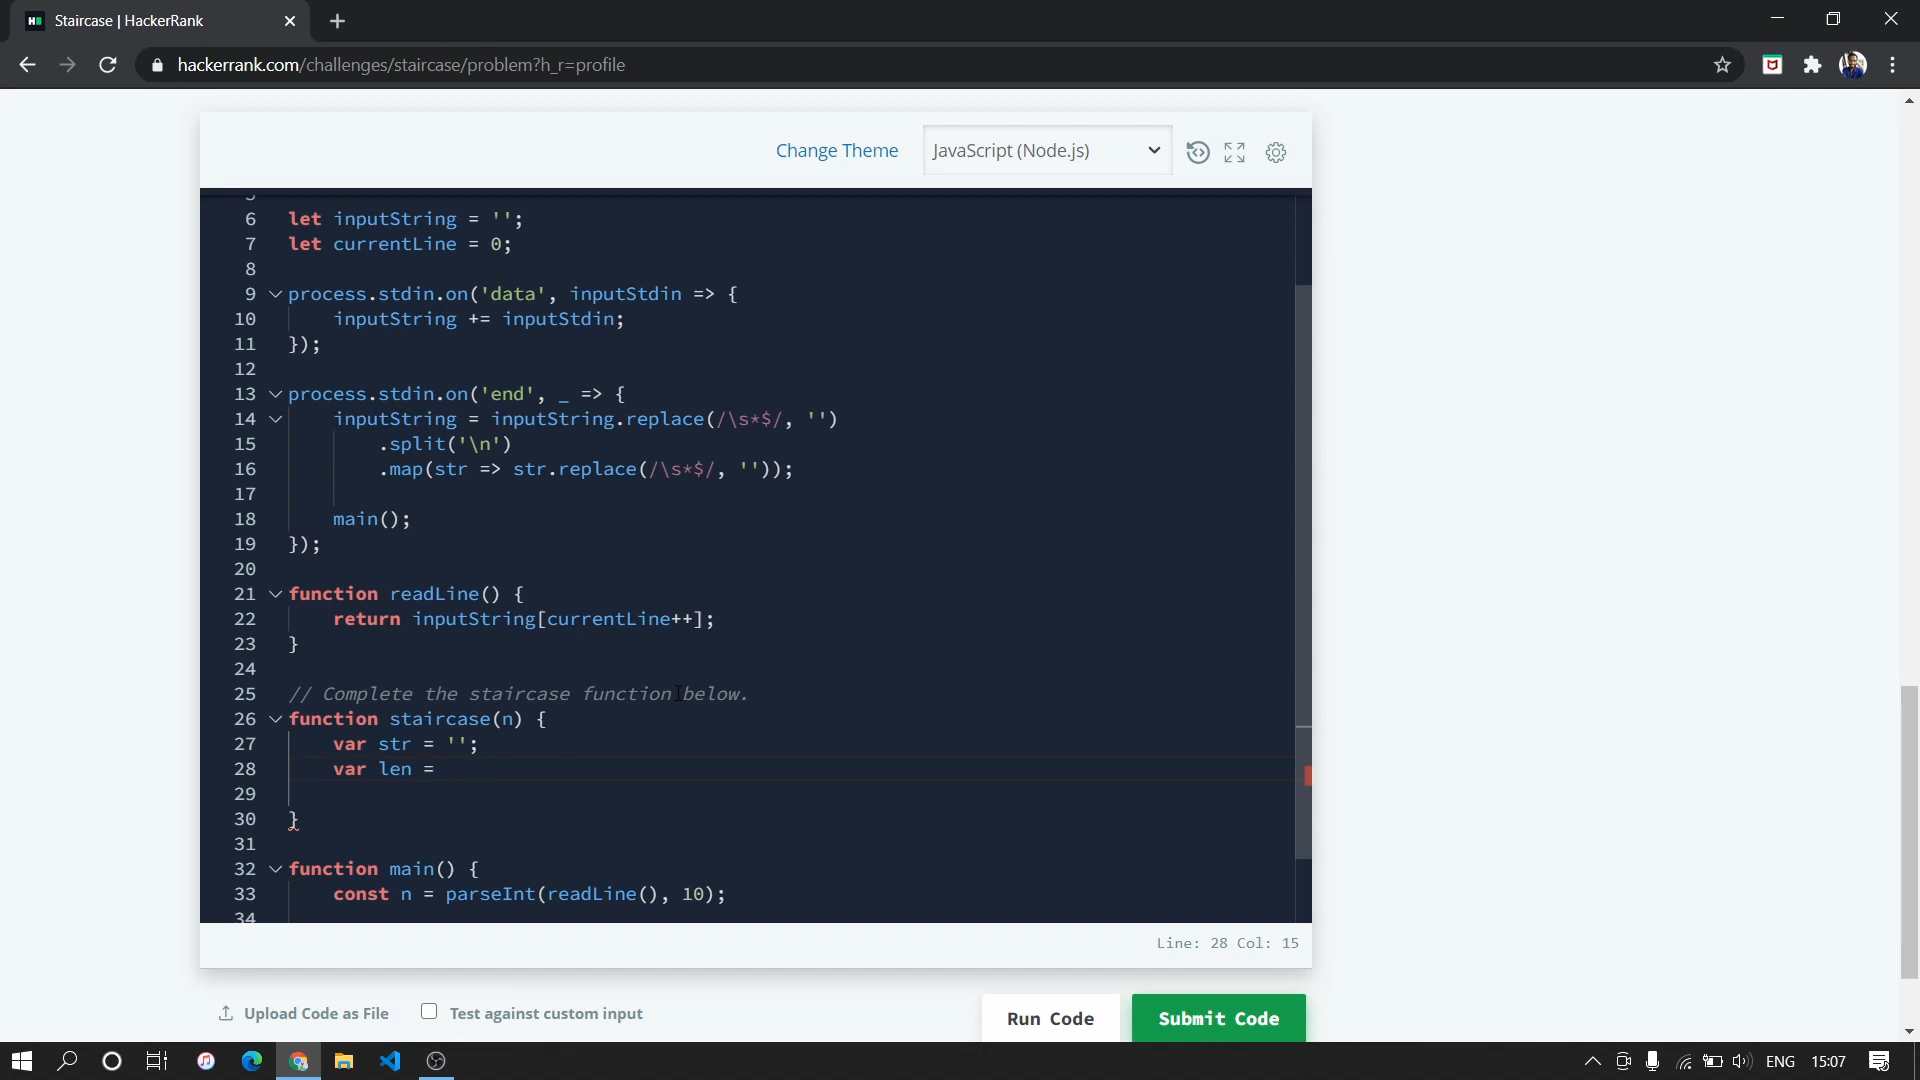 Staircase | HackerRank
hackerrank.com/challenges/staircase/problem?h_r=profile
Change Theme
JavaScript (Node.js)
6 let inputString = '';
7 let currentLine = 0;
8
9 process.stdin.on('data', inputStdin => {
10 inputString += inputStdin;
11 });
12
13 process.stdin.on('end', _ => {
14 inputString = inputString.replace(/\s*$/, '')
15 .split('\n')
16 .map(str => str.replace(/\s*$/, ''));
17
18 main();
19 });
20
21 function readLine() {
22 return inputString[currentLine++];
23 }
24
25 // Complete the staircase function below.
26 function staircase(n) {
27 var str = '';
28 var len =
29
30 }
31
32 function main() {
33 const n = parseInt(readLine(), 10);
34
Line: 28 Col: 15
Upload Code as File
Test against custom input
Run Code
Submit Code
ENG
15:07